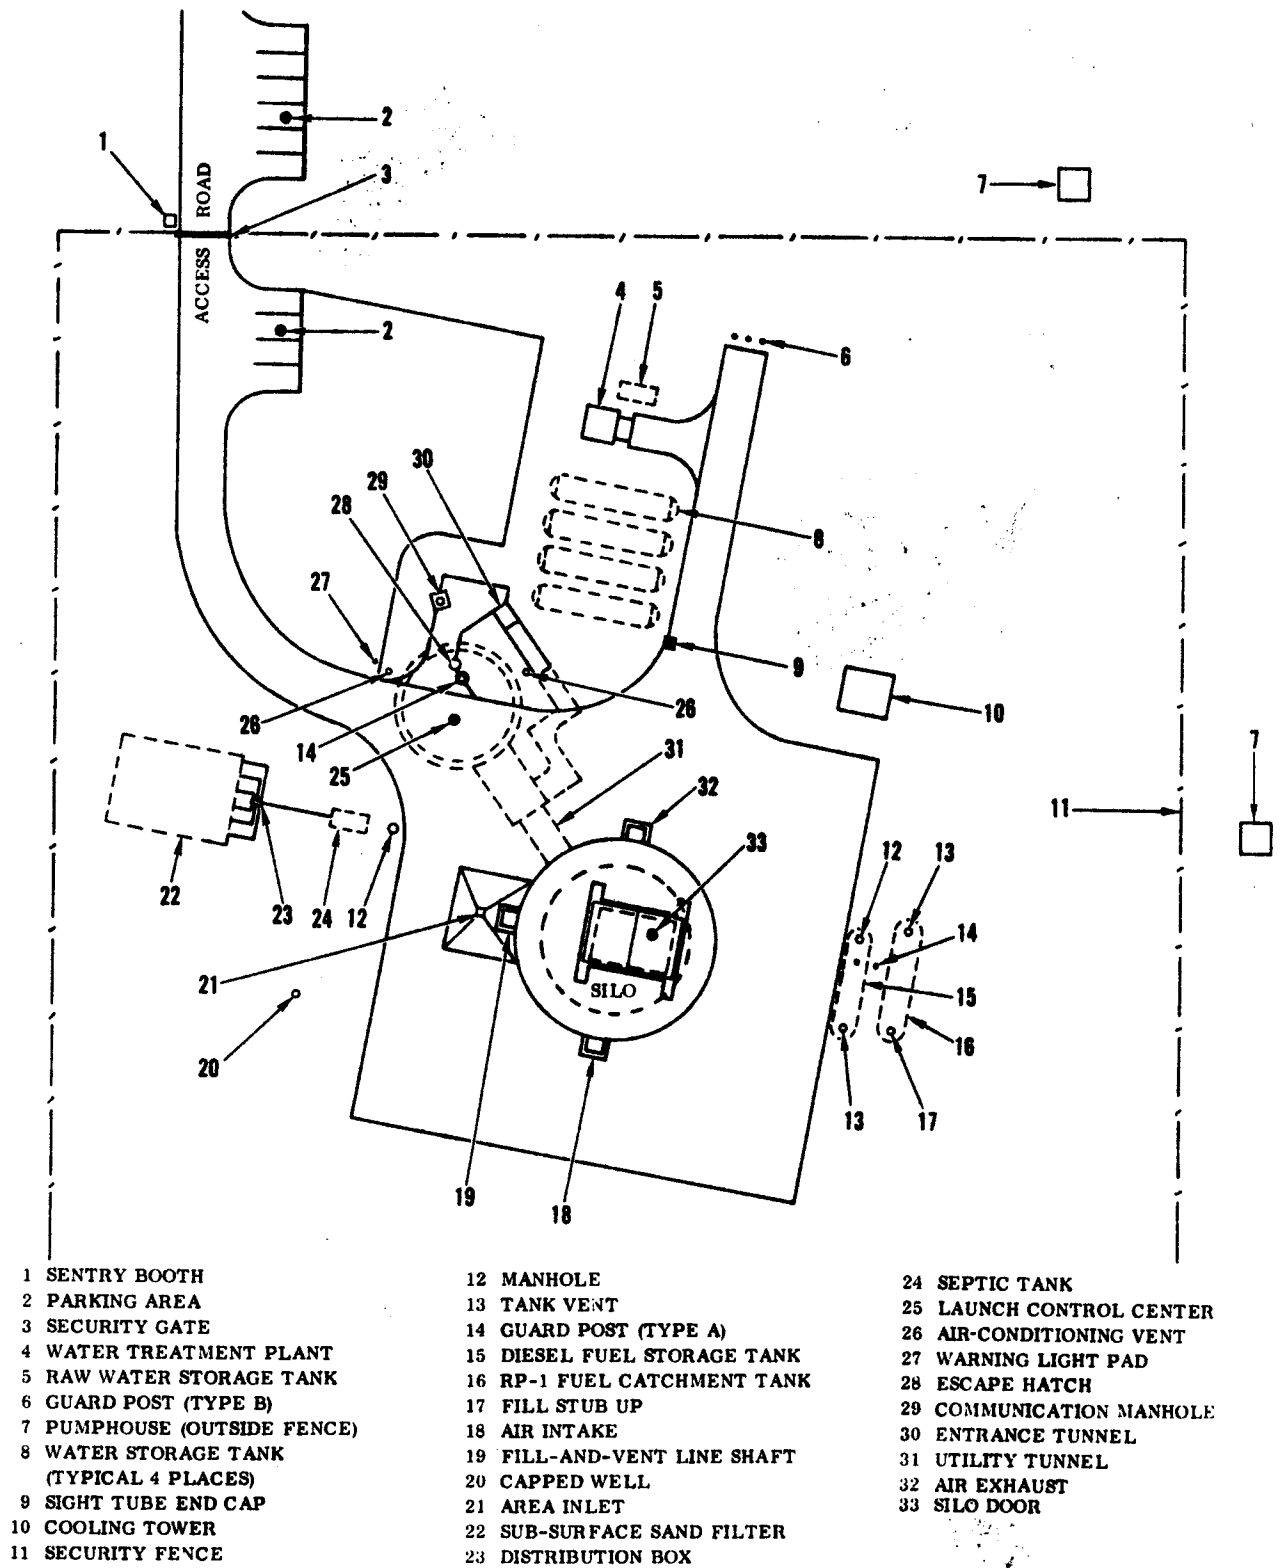 2
1
3
7
ROAD
ACCESS
4
5
2
6
30
29
28
8
27
9
26
14
25
26
10
31
7
32
11
33
22
23
24
12
12
13
14
21
SILO
15
20
16
13
17
19
18
1 SENTRY BOOTH
2 PARKING AREA
3 SECURITY GATE
4 WATER TREATMENT PLANT
5 RAW WATER STORAGE TANK
6 GUARD POST (TYPE B)
7 PUMPHOUSE (OUTSIDE FENCE)
8 WATER STORAGE TANK
(TYPICAL 4 PLACES)
9 SIGHT TUBE END CAP
10 COOLING TOWER
11 SECURITY FENCE
12 MANHOLE
13 TANK VENT
14 GUARD POST (TYPE A)
15 DIESEL FUEL STORAGE TANK
16 RP-1 FUEL CATCHMENT TANK
17 FILL STUB UP
18 AIR INTAKE
19 FILL-AND-VENT LINE SHAFT
20 CAPPED WELL
21 AREA INLET
22 SUB-SURFACE SAND FILTER
23 DISTRIBUTION BOX
24 SEPTIC TANK
25 LAUNCH CONTROL CENTER
26 AIR-CONDITIONING VENT
27 WARNING LIGHT PAD
28 ESCAPE HATCH
29 COMMUNICATION MANHOLE
30 ENTRANCE TUNNEL
31 UTILITY TUNNEL
32 AIR EXHAUST
33 SILO DOOR